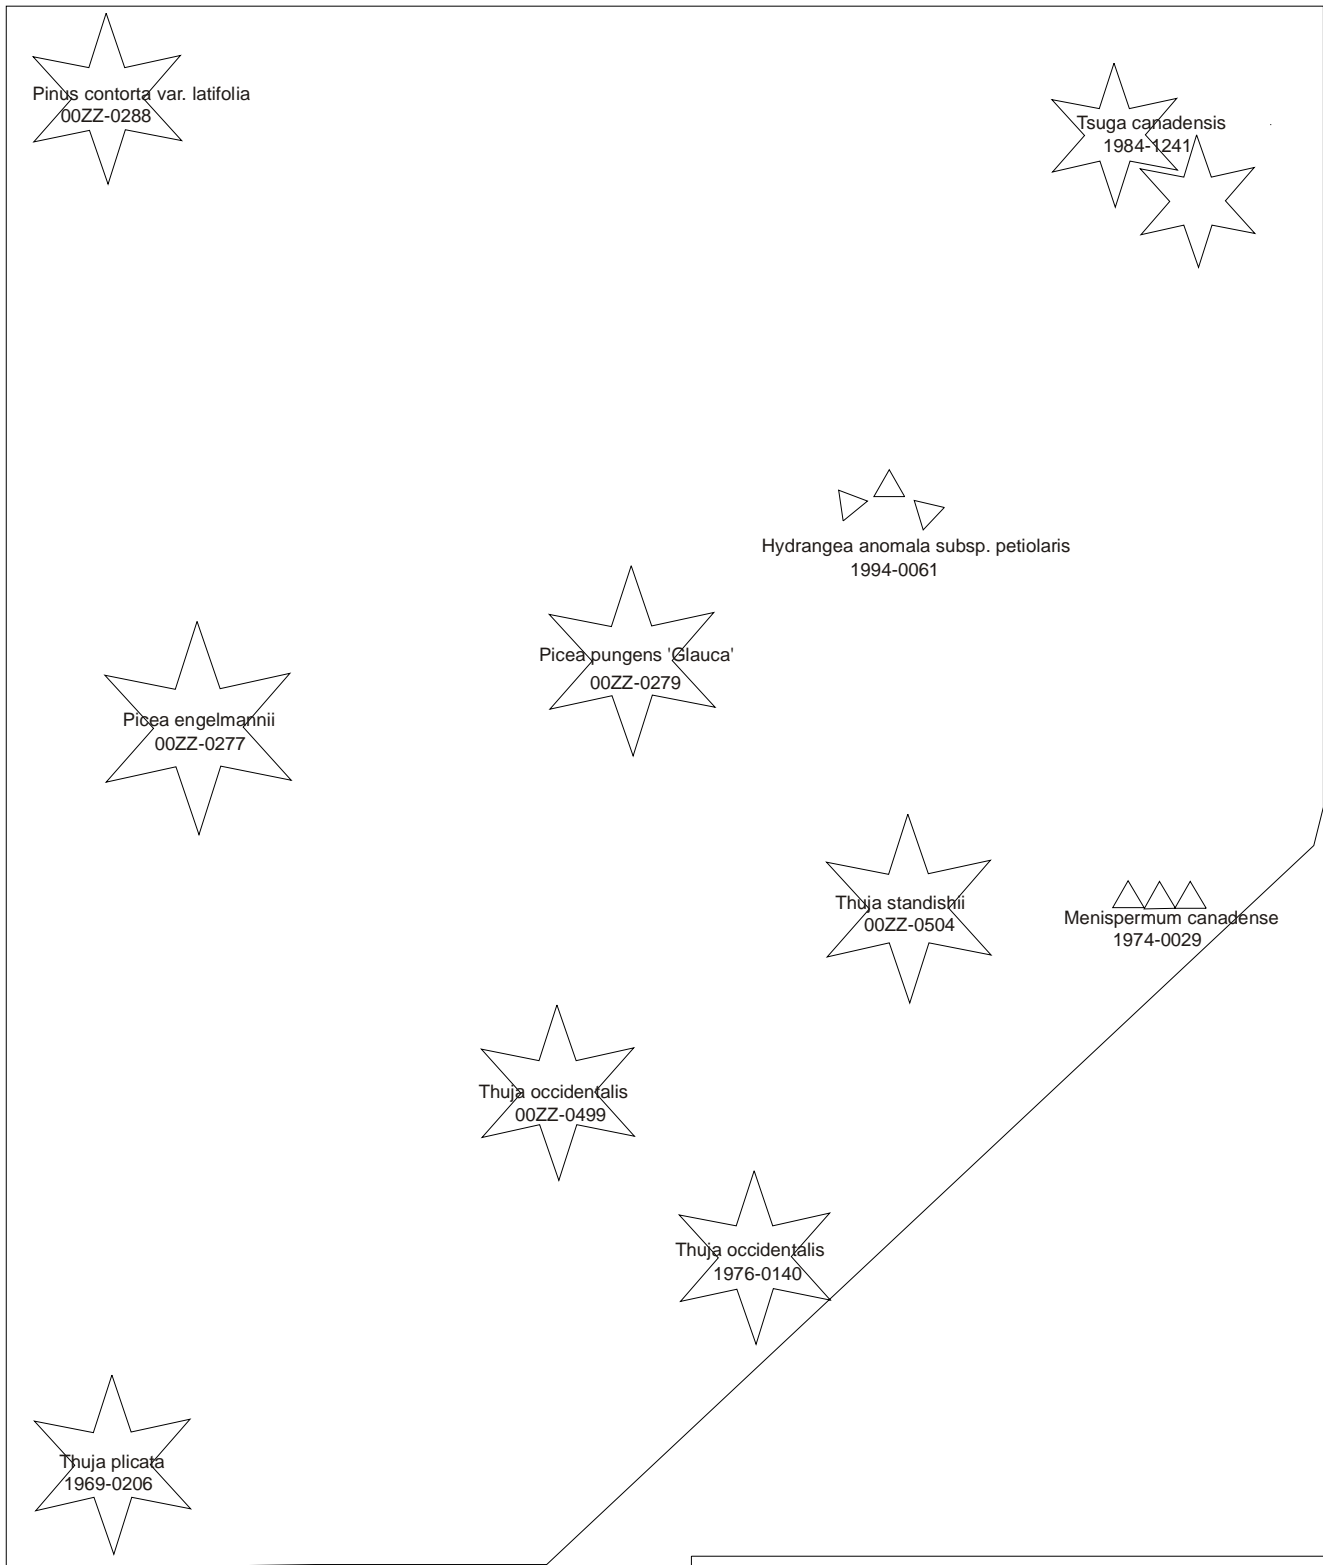 Pinus contorta var. latifolia
00ZZ-0288
Tsuga canadensis
1984-1241
Hydrangea anomala subsp. petiolaris
1994-0061
Picea pungens 'Glauca'
00ZZ-0279
Picea engelmannii
00ZZ-0277
Thuja standishii
00ZZ-0504
Menispermum canadense
1974-0029
Thuja occidentalis
00ZZ-0499
Thuja occidentalis
1976-0140
Thuja plicata
1969-0206